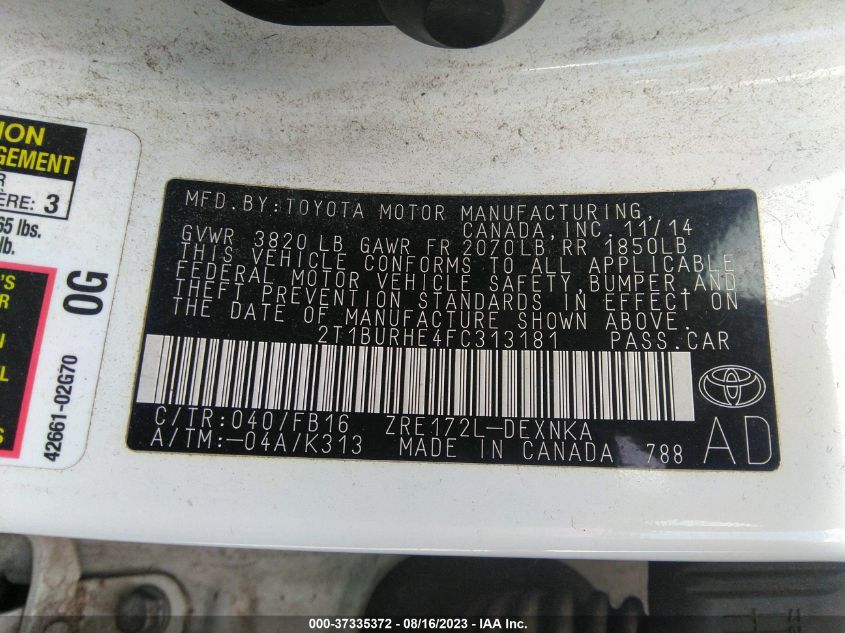 ION
GEMENT
R
ERE: 3
65 lbs.
lb.
'S
R
N
L
S
0G
42661-02G70
MFD.BY:TOYOTA MOTOR MANUFACTURING,
CANADA, INC. 11/14
GVWR 3820 LB GAWR FR 2070LB, RR 1850LB
THIS VEHICLE CONFORMS TO ALL APPLICABLE
FEDERAL MOTOR VEHICLE SAFETY, BUMPER, AND
THEFT PREVENTION STANDARDS IN EFFECT ON
THE DATE OF MANUFACTURE SHOWN ABOVE.
2T1BURHE4FC313181 PASS.CAR
C/TR:040/FB16 ZRE172L-DEXNKA
A/TM:-04A/K313 MADE IN CANADA 788
AD
000-37335372 - 08/16/2023 - IAA Inc.